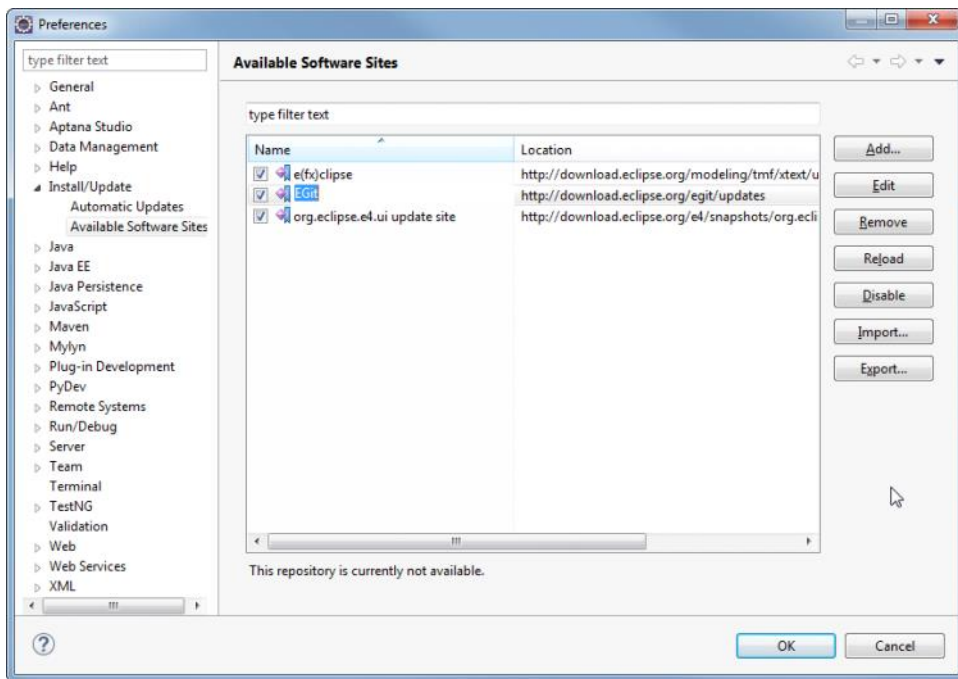 Preferences
type filter text
General
Ant
Aptana Studio
Data Management
Help
Install/Update
Automatic Updates
Available Software Sites
Java
Java EE
Java Persistence
JavaScript
Maven
Mylyn
Plug-in Development
PyDev
Remote Systems
Run/Debug
Server
Team
Terminal
TestNG
Validation
Web
Web Services
XML
Available Software Sites
type filter text
Name Location
e(fx)clipse http://download.eclipse.org/modeling/tmf/xtext/u
EGit http://download.eclipse.org/egit/updates
org.eclipse.e4.ui update site http://download.eclipse.org/e4/snapshots/org.ecli
This repository is currently not available.
Add...
Edit
Remove
Reload
Disable
Import...
Export...
?
OK Cancel